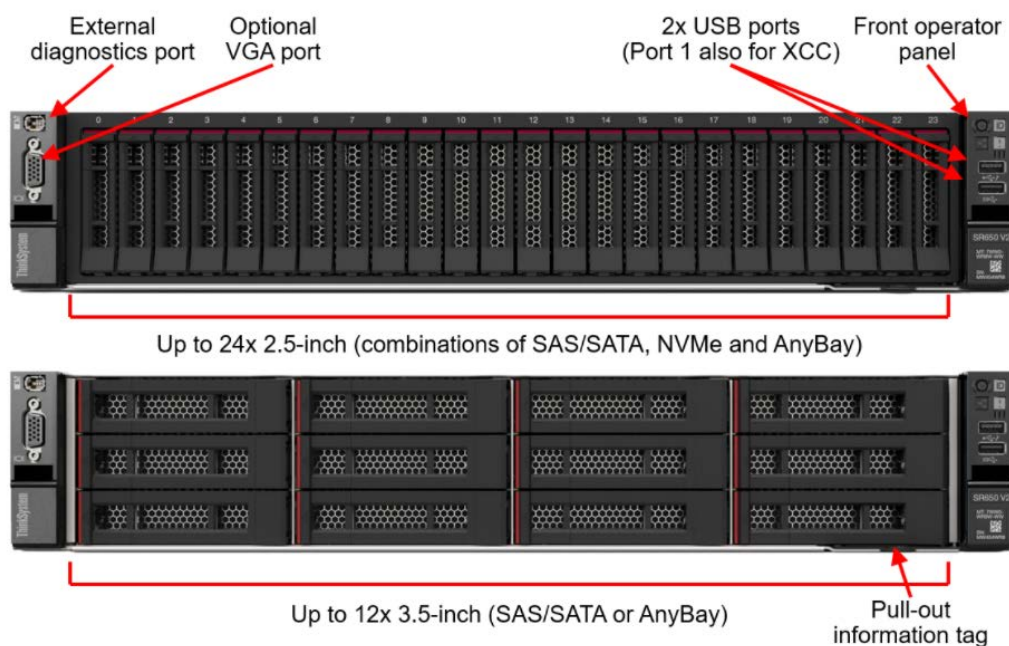 External
diagnostics port
Optional
VGA port
2x USB ports
(Port 1 also for XCC)
Front operator
panel
0 1 2 3 4 5 6 7 8 9 10 11 12 13 14 15 16 17 18 19 20 21 22 23
ThinkSystem
SR650 V2
Up to 24x 2.5-inch (combinations of SAS/SATA, NVMe and AnyBay)
ThinkSystem
SR650 V2
Up to 12x 3.5-inch (SAS/SATA or AnyBay)
Pull-out
information tag